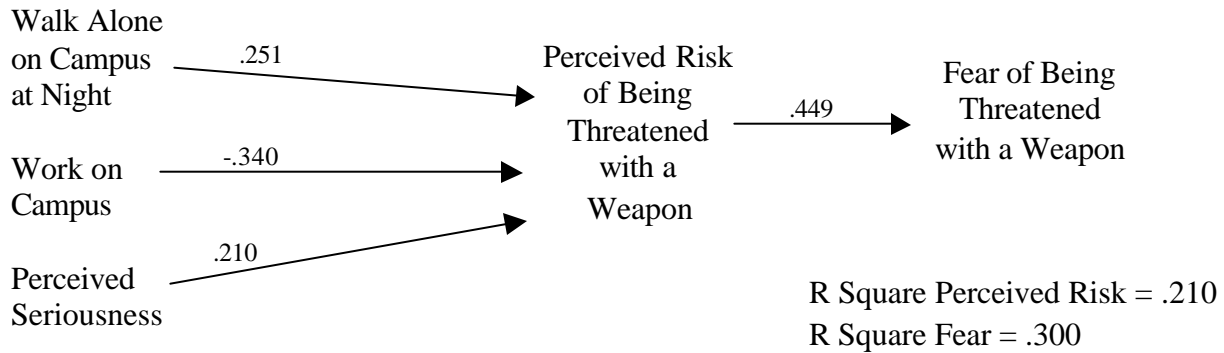 Walk Alone
on Campus
at Night
.251
Work on
Campus
-.340
Perceived
Seriousness
.210
Perceived Risk
of Being
Threatened
with a
Weapon
.449
Fear of Being
Threatened
with a Weapon
R Square Perceived Risk = .210
R Square Fear = .300